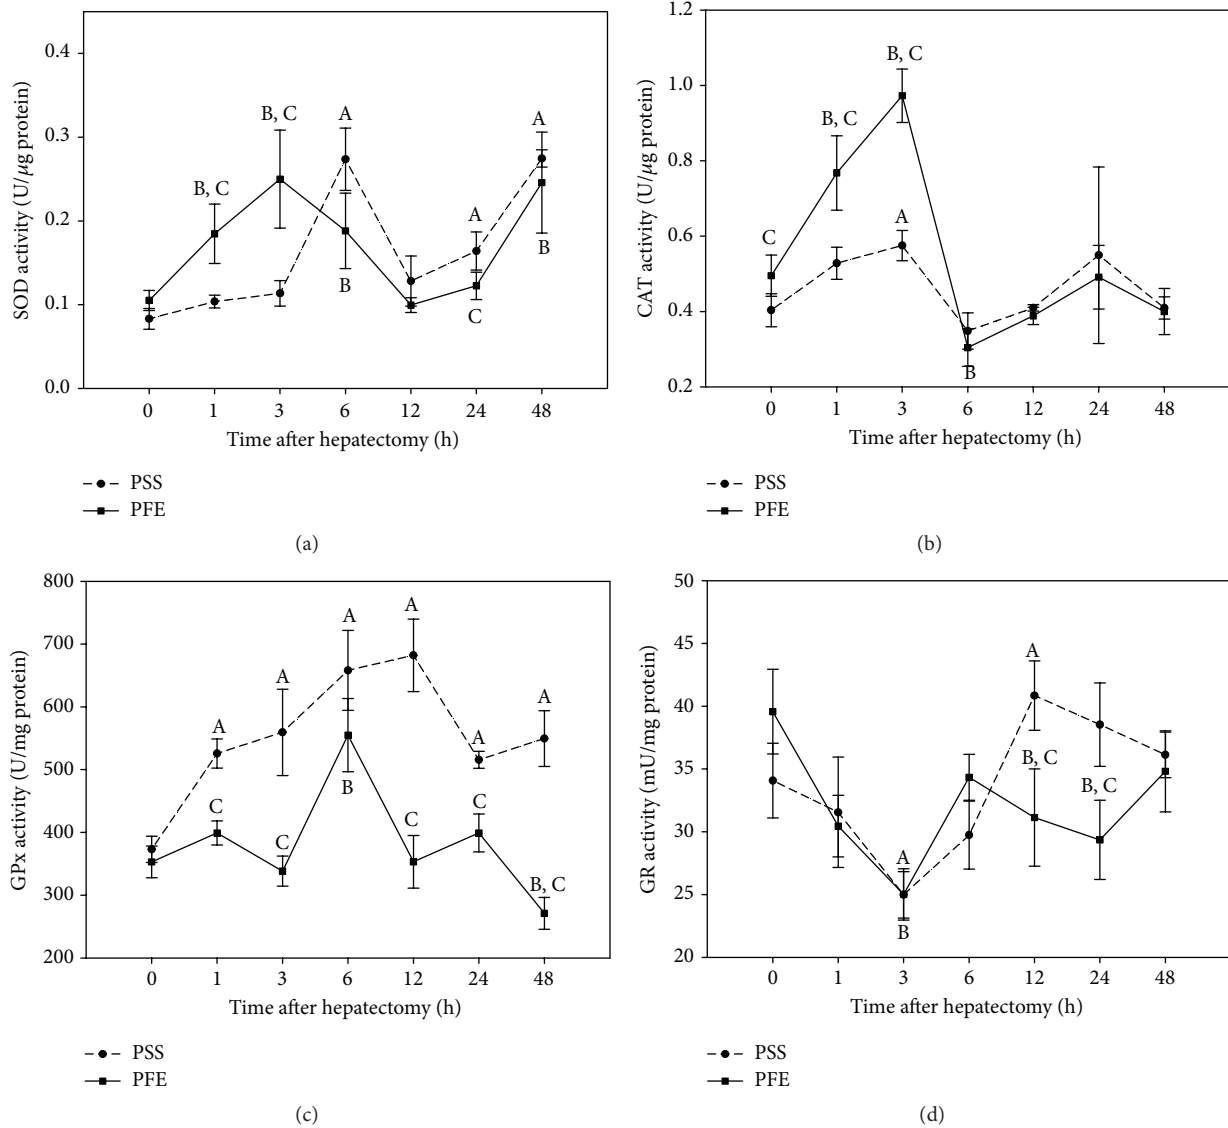 SOD activity (U/μg protein)
0.4
0.3
0.2
0.1
0.0
B, C
B, C
A
B
A
C
A
B
0 1 3 6 12 24 48
Time after hepatectomy (h)
PSS
PFE
(a)
CAT activity (U/μg protein)
1.2
1.0
0.8
0.6
0.4
0.2
C
B, C
B, C
A
B
0 1 3 6 12 24 48
Time after hepatectomy (h)
PSS
PFE
(b)
GPx activity (U/mg protein)
800
700
600
500
400
300
200
A
C
A
C
A
B
A
C
A
C
A
B, C
0 1 3 6 12 24 48
Time after hepatectomy (h)
PSS
PFE
(c)
GR activity (mU/mg protein)
50
45
40
35
30
25
20
A
B
A
B, C
B, C
0 1 3 6 12 24 48
Time after hepatectomy (h)
PSS
PFE
(d)